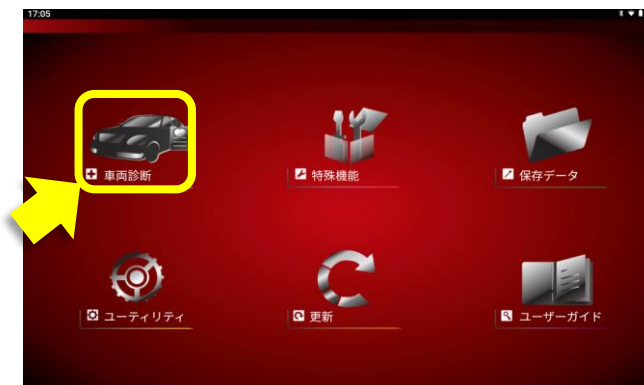 17:05
車両診断
特殊機能
保存データ
ユーティリティ
更新
ユーザーガイド